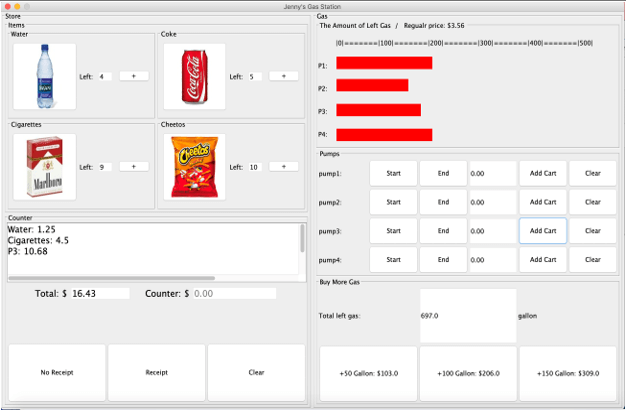 Jenny's Gas Station
Store
Items
Water
Left: 4 +
Coke
Coca-Cola
Left: 5 +
Cigarettes
Marlboro
Left: 9 +
Cheetos
Cheetos
Left: 10 +
Counter
Water: 1.25
Cigarettes: 4.5
P3: 10.68
Total: $ 16.43 Counter: $ 0.00
No Receipt Receipt Clear
Gas
The Amount of Left Gas / Regualr price: $3.56
|0|=======|100|========|200|========|300|========|400|========|500|
P1:
P2:
P3:
P4:
Pumps
pump1: Start End 0.00 Add Cart Clear
pump2: Start End 0.00 Add Cart Clear
pump3: Start End 0.00 Add Cart Clear
pump4: Start End 0.00 Add Cart Clear
Buy More Gas
Total left gas: 697.0 gallon
+50 Gallon: $103.0 +100 Gallon: $206.0 +150 Gallon: $309.0